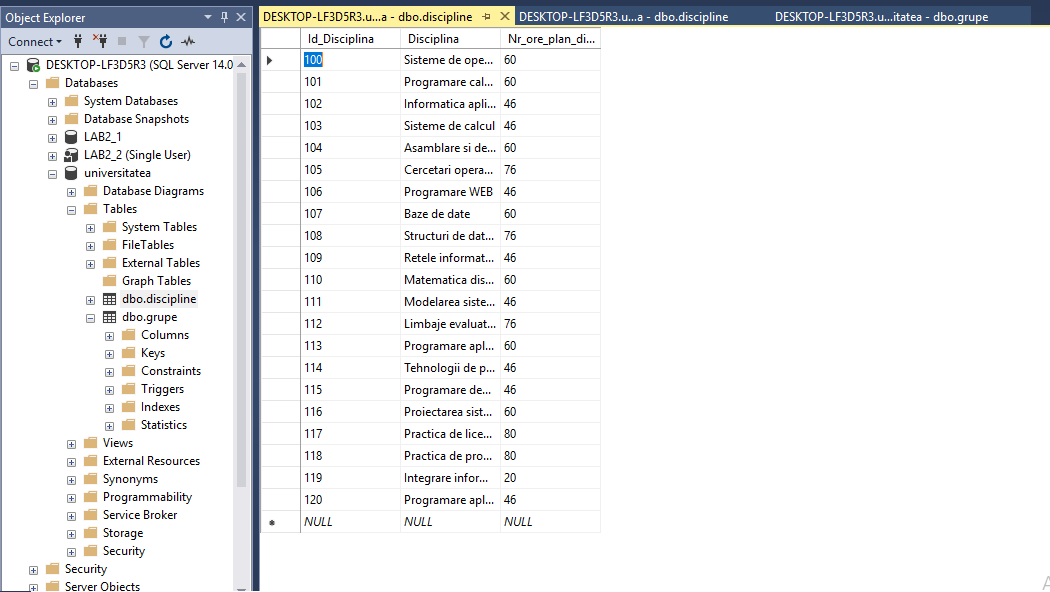 Object Explorer
Connect
DESKTOP-LF3D5R3 (SQL Server 14.0
Databases
System Databases
Database Snapshots
LAB2_1
LAB2_2 (Single User)
universitatea
Database Diagrams
Tables
System Tables
FileTables
External Tables
Graph Tables
dbo.discipline
dbo.grupe
Columns
Keys
Constraints
Triggers
Indexes
Statistics
Views
External Resources
Synonyms
Programmability
Service Broker
Storage
Security
Security
Server Objects
DESKTOP-LF3D5R3.u...a - dbo.discipline DESKTOP-LF3D5R3.u...a - dbo.discipline DESKTOP-LF3D5R3.u...itatea - dbo.grupe
Id_Disciplina Disciplina Nr_ore_plan_di...
100 Sisteme de ope... 60
101 Programare cal... 60
102 Informatica apli... 46
103 Sisteme de calcul 46
104 Asamblare si de... 60
105 Cercetari opera... 76
106 Programare WEB 46
107 Baze de date 60
108 Structuri de dat... 76
109 Retele informat... 46
110 Matematica dis... 60
111 Modelarea siste... 46
112 Limbaje evaluat... 76
113 Programare apl... 60
114 Tehnologii de p... 46
115 Programare de... 46
116 Proiectarea sist... 60
117 Practica de lice... 80
118 Practica de pro... 80
119 Integrare infor... 20
120 Programare apl... 46
NULL NULL NULL